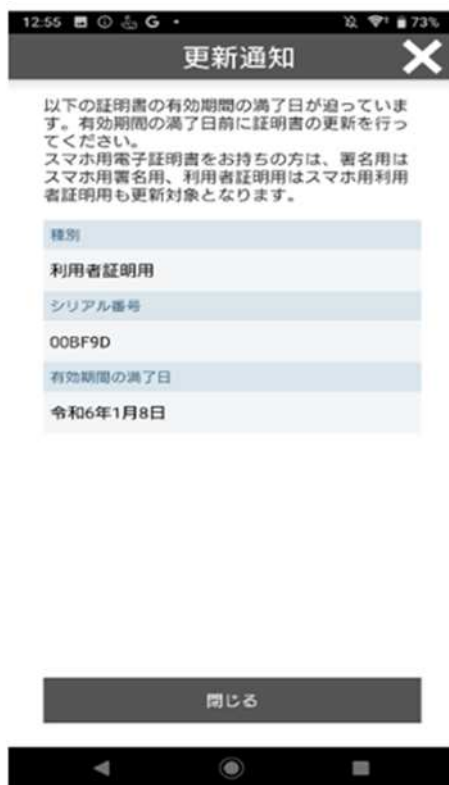 12:55 G 73%
更新通知
以下の証明書の有効期間の満了日が迫っていま
す。有効期間の満了日前に証明書の更新を行っ
てください。
スマホ用電子証明書をお持ちの方は、署名用は
スマホ用署名用、利用者証明用はスマホ用利用
者証明用も更新対象となります。
種別
利用者証明用
シリアル番号
00BF9D
有効期間の満了日
令和6年1月8日
閉じる